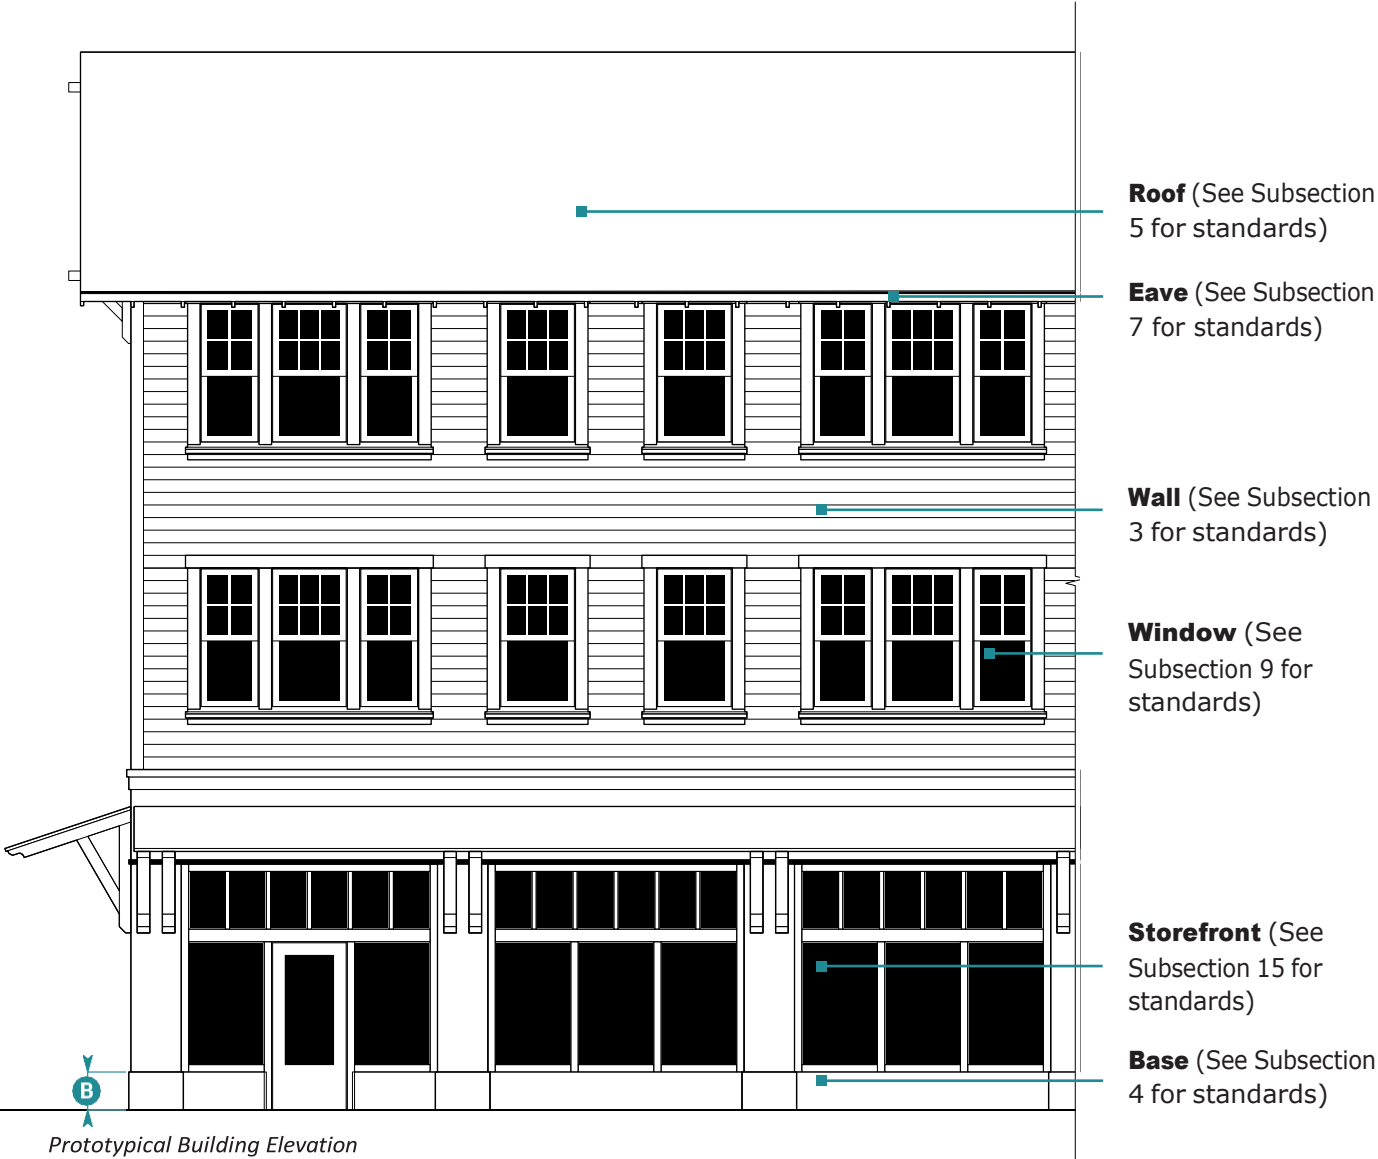 Roof (See Subsection
5 for standards)
Eave (See Subsection
7 for standards)
Wall (See Subsection
3 for standards)
Window (See
Subsection 9 for
standards)
Storefront (See
Subsection 15 for
standards)
Base (See Subsection
4 for standards)
B
Prototypical Building Elevation